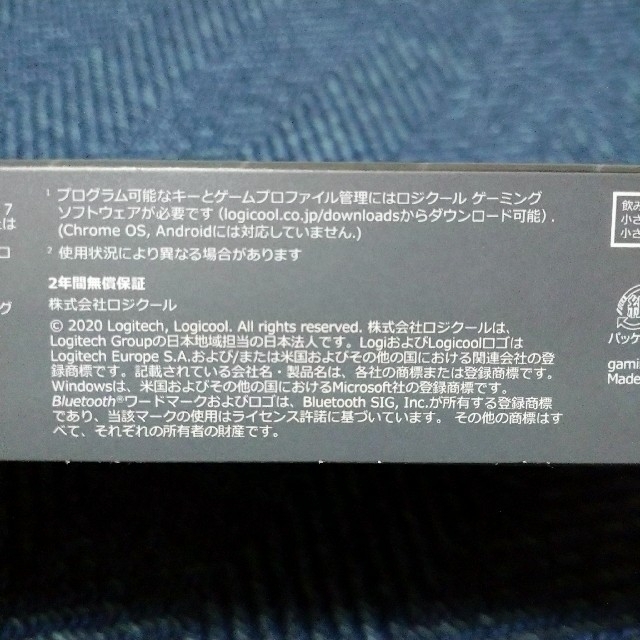 ¹ プログラム可能なキーとゲームプロファイル管理にはロジクール ゲーミング
ソフトウェアが必要です (logicool.co.jp/downloadsからダウンロード可能) .
(Chrome OS, Androidには対応していません.)
² 使用状況により異なる場合があります
2年間無償保証
株式会社ロジクール
© 2020 Logitech, Logicool. All rights reserved. 株式会社ロジクールは、
Logitech Groupの日本地域担当の日本法人です。LogiおよびLogicoolロゴは
Logitech Europe S.A.および/または米国およびその他の国における関連会社の登
録商標です。記載されている会社名・製品名は、各社の商標または登録商標です。
Windowsは、米国およびその他の国におけるMicrosoft社の登録商標です。
Bluetooth®ワードマークおよびロゴは、Bluetooth SIG, Inc.が所有する登録商標
であり、当該マークの使用はライセンス許諾に基づいています。 その他の商標はす
べて、それぞれの所有者の財産です。
7
は
ロ
グ
飲み
小さ
小さ
パッケ
gamin
Made